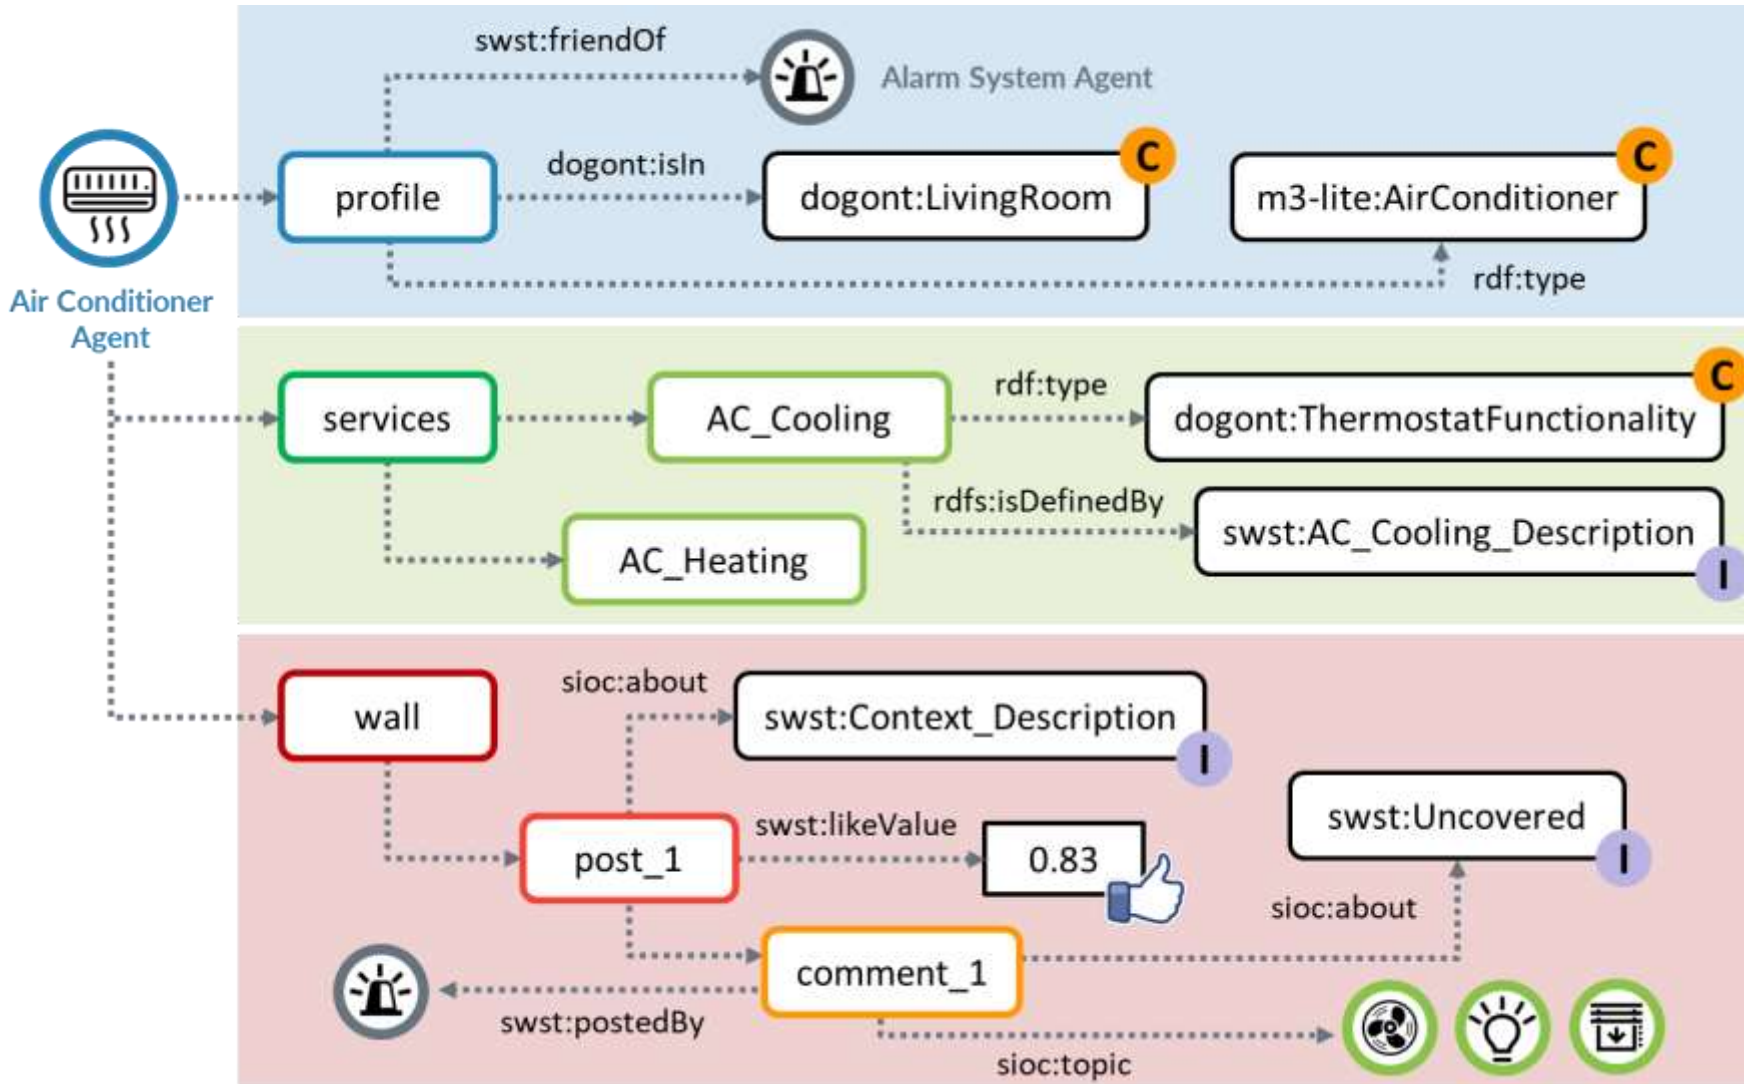 swst:friendOf
Alarm System Agent
C
C
dogont:isIn
profile
dogont:LivingRoom
m3-lite:AirConditioner
rdf:type
Air Conditioner
Agent
C
rdf:type
services
AC_Cooling
dogont:ThermostatFunctionality
rdfs:isDefinedBy
swst:AC_Cooling_Description
AC_Heating
I
sioc:about
wall
swst:Context_Description
I
swst:likeValue
swst:Uncovered
post_1
0.83
I
sioc:about
comment_1
swst:postedBy
sioc:topic